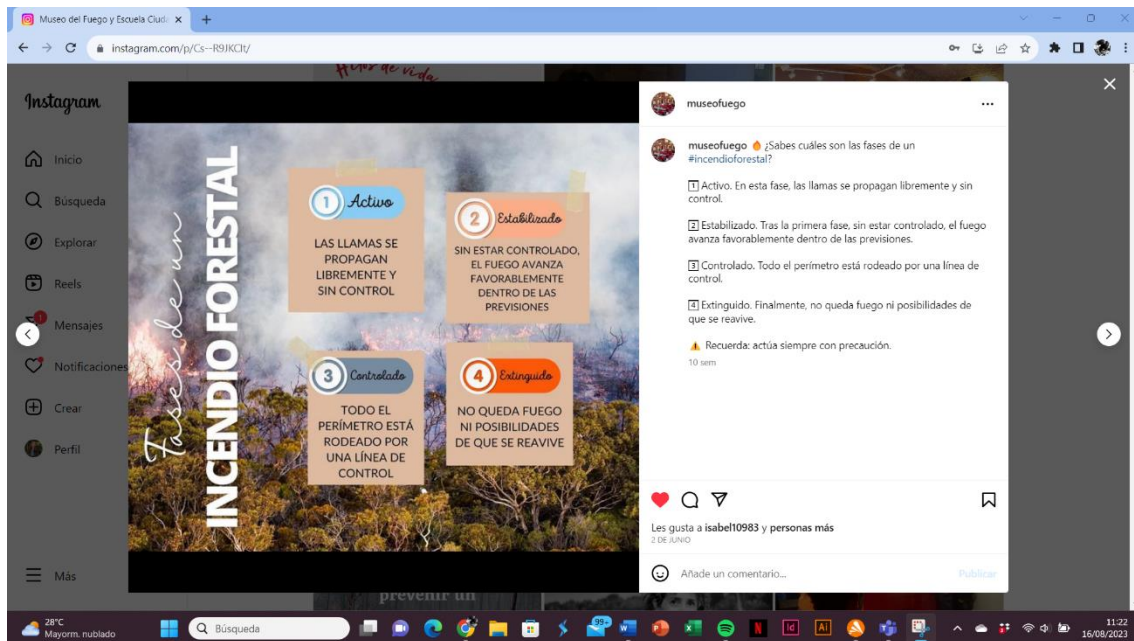 Museo del Fuego y Escuela Ciuda
instagram.com/p/Cs--R9JKCIt/
Hilos de vida
Instagram
Inicio
Búsqueda
Explorar
Reels
Mensajes
Notificaciones
Crear
Perfil
Más
Fases de un
INCENDIO FORESTAL
1 Activo
LAS LLAMAS SE
PROPAGAN
LIBREMENTE Y
SIN CONTROL
2 Estabilizado
SIN ESTAR CONTROLADO,
EL FUEGO AVANZA
FAVORABLEMENTE
DENTRO DE LAS
PREVISIONES
3 Controlado
TODO EL
PERÍMETRO ESTÁ
RODEADO POR
UNA LÍNEA DE
CONTROL
4 Extinguido
NO QUEDA FUEGO
NI POSIBILIDADES
DE QUE SE REAVIVE
museofuego
museofuego 🔥 ¿Sabes cuáles son las fases de un
#incendioforestal?
1 Activo. En esta fase, las llamas se propagan libremente y sin
control.
2 Estabilizado. Tras la primera fase, sin estar controlado, el fuego
avanza favorablemente dentro de las previsiones.
3 Controlado. Todo el perímetro está rodeado por una línea de
control.
4 Extinguido. Finalmente, no queda fuego ni posibilidades de
que se reavive.
⚠️ Recuerda: actúa siempre con precaución.
10 sem
Les gusta a isabel10983 y personas más
2 DE JUNIO
Añade un comentario...
Publicar
prevenir un
28°C
Mayorm. nublado
Búsqueda
99+
Id
Ai
11:22
16/08/2023